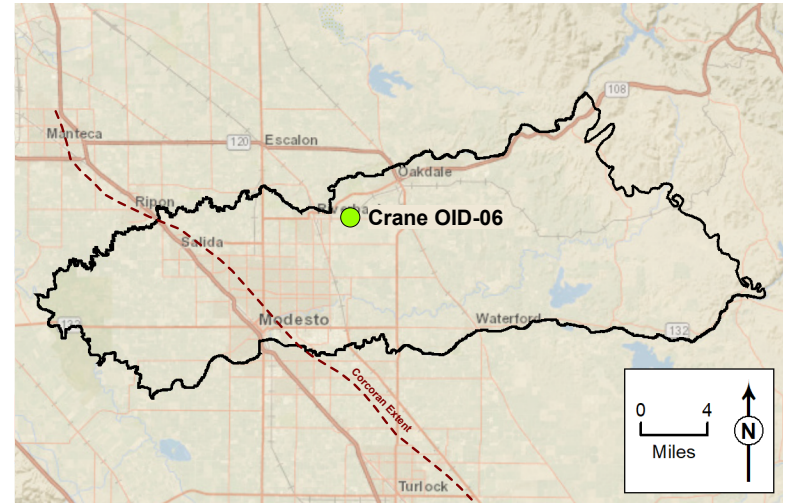 108
Manteca
120
Escalon
Oakdale
Ripon
Crane OID-06
Salida
Modesto
Waterford
132
132
Corcoran Extent
0 4
Miles
N
Turlock